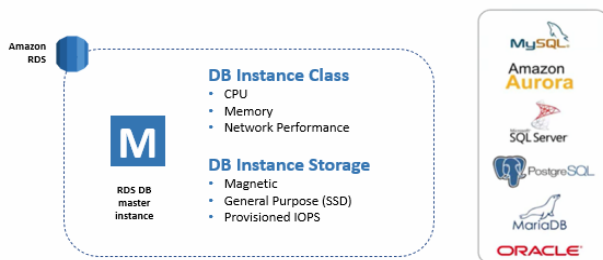 Amazon
RDS
DB Instance Class
• CPU
• Memory
• Network Performance
M
RDS DB
master
instance
DB Instance Storage
• Magnetic
• General Purpose (SSD)
• Provisioned IOPS
MySQL
Amazon
Aurora
Microsoft
SQL Server
PostgreSQL
MariaDB
ORACLE